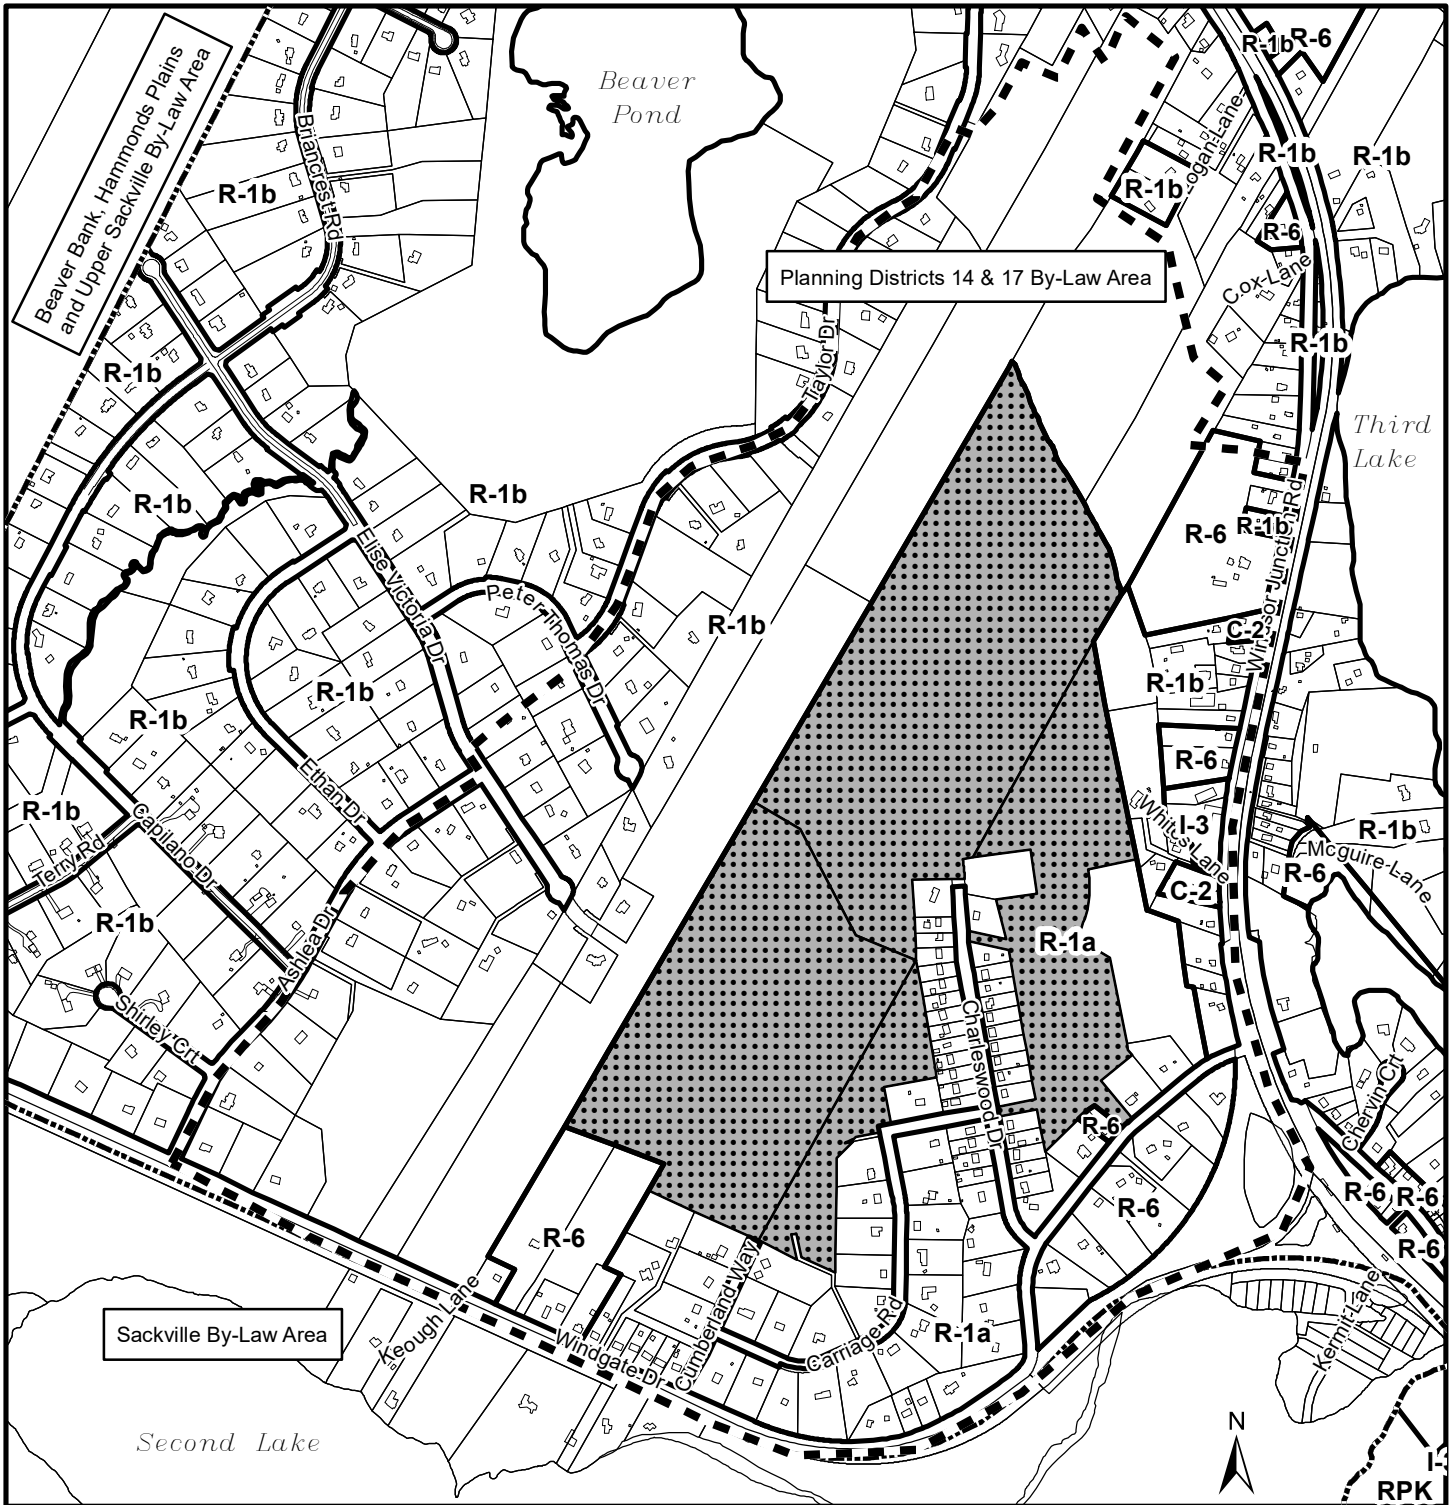 Beaver Bank, Hammonds Plains
and Upper Sackville By-Law Area
Beaver
Pond
R-1b
R-6
Briancrest Rd
R-1b
R-1b
R-1b
R-1b
ogan-Lane
R-6
Cox-Lane
Planning Districts 14 & 17 By-Law Area
Taylor Dr
R-1b
R-1b
Third
Lake
R-1b
R-1b
R-6
R-1b
Windsor Junction Rd
Elise Victoria Dr
Peter Thomas Dr
R-1b
C-2
R-1b
R-1b
R-1b
R-6
Ethan Dr
R-1b
Capilano Dr
Terry Rd
Whites Lane
I-3
R-1b
Mcguire-Lane
R-6
C-2
R-1b
Ashlea Dr
R-1a
Shirley Crt
Charleswood Dr
Chervin Crt
R-6
R-6
R-6
R-6
R-6
R-6
Cumberland Way
Keough Lane
Windgate Dr
Carriage Rd
R-1a
Kermit-Lane
Sackville By-Law Area
Second Lake
N
I-
RPK